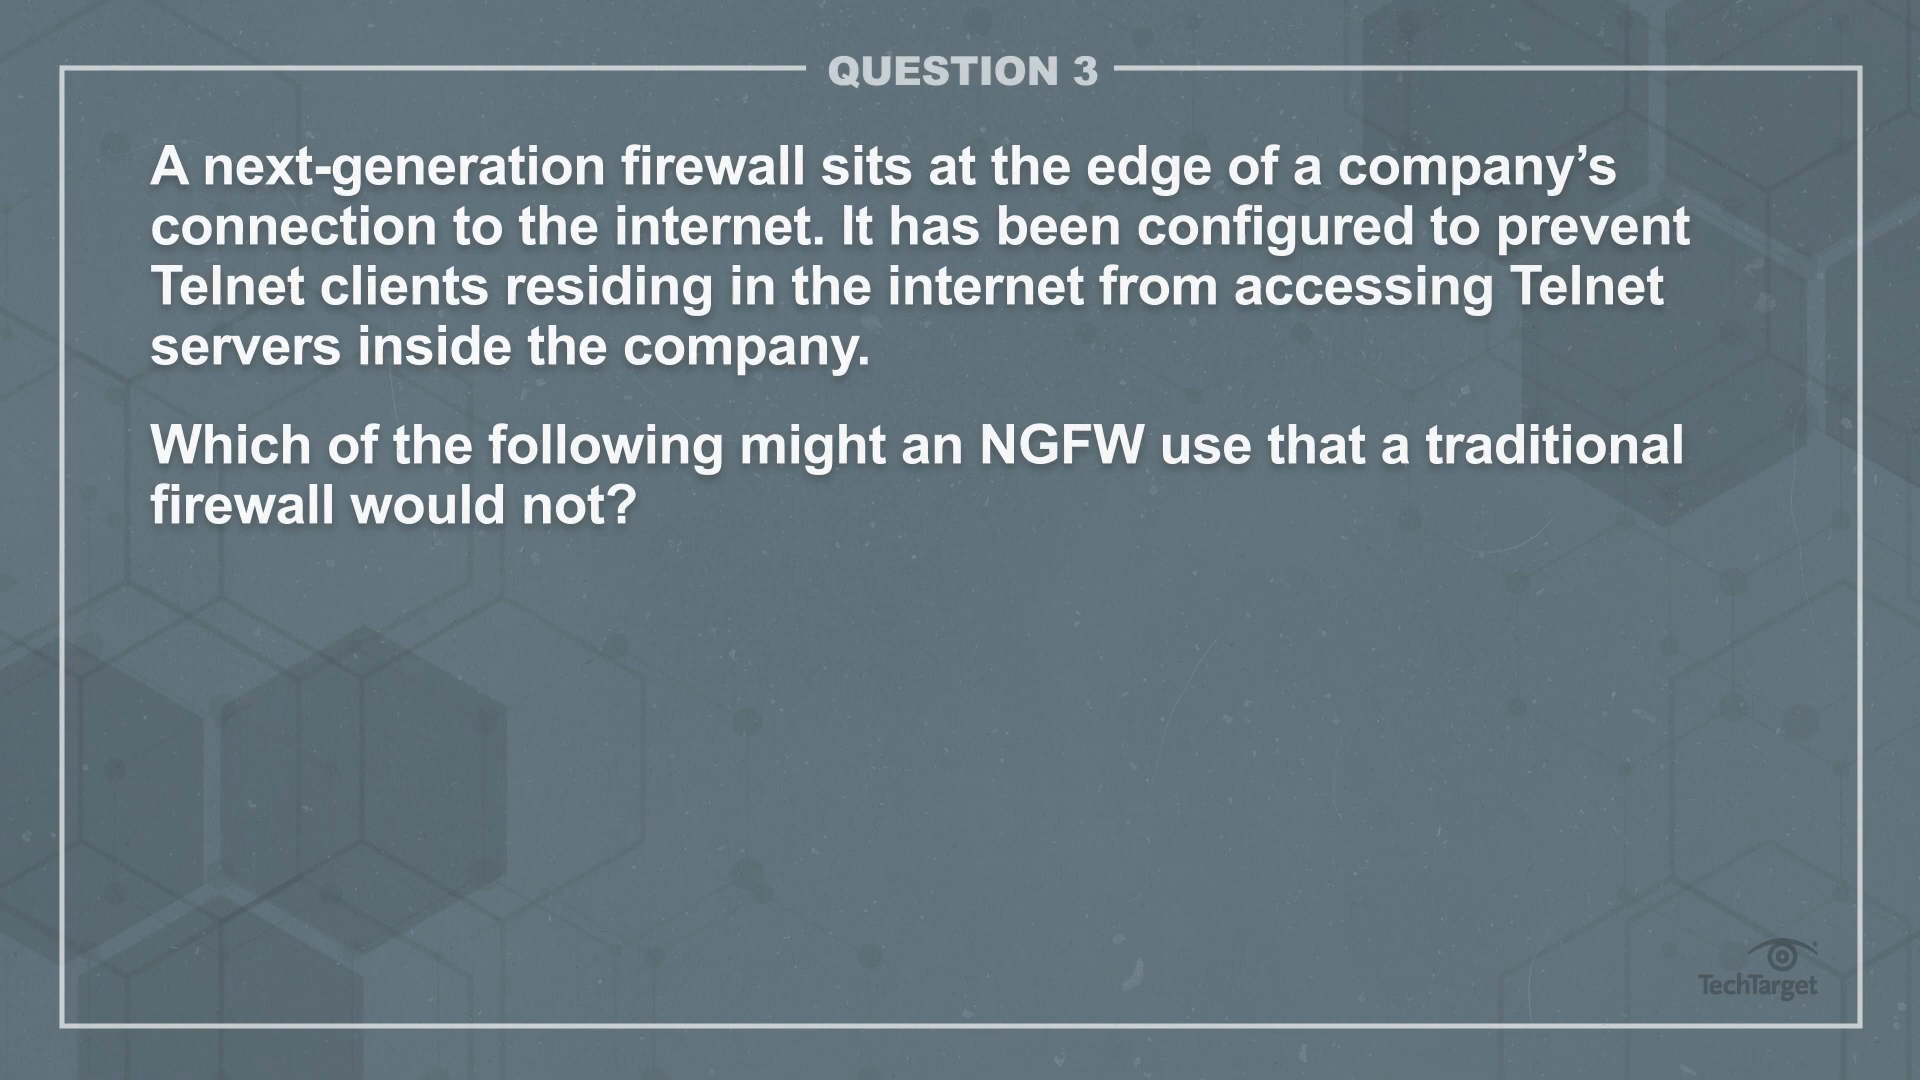 QUESTION 3
A next-generation firewall sits at the edge of a company’s
connection to the internet. It has been configured to prevent
Telnet clients residing in the internet from accessing Telnet
servers inside the company.
Which of the following might an NGFW use that a traditional
firewall would not?
TechTarget